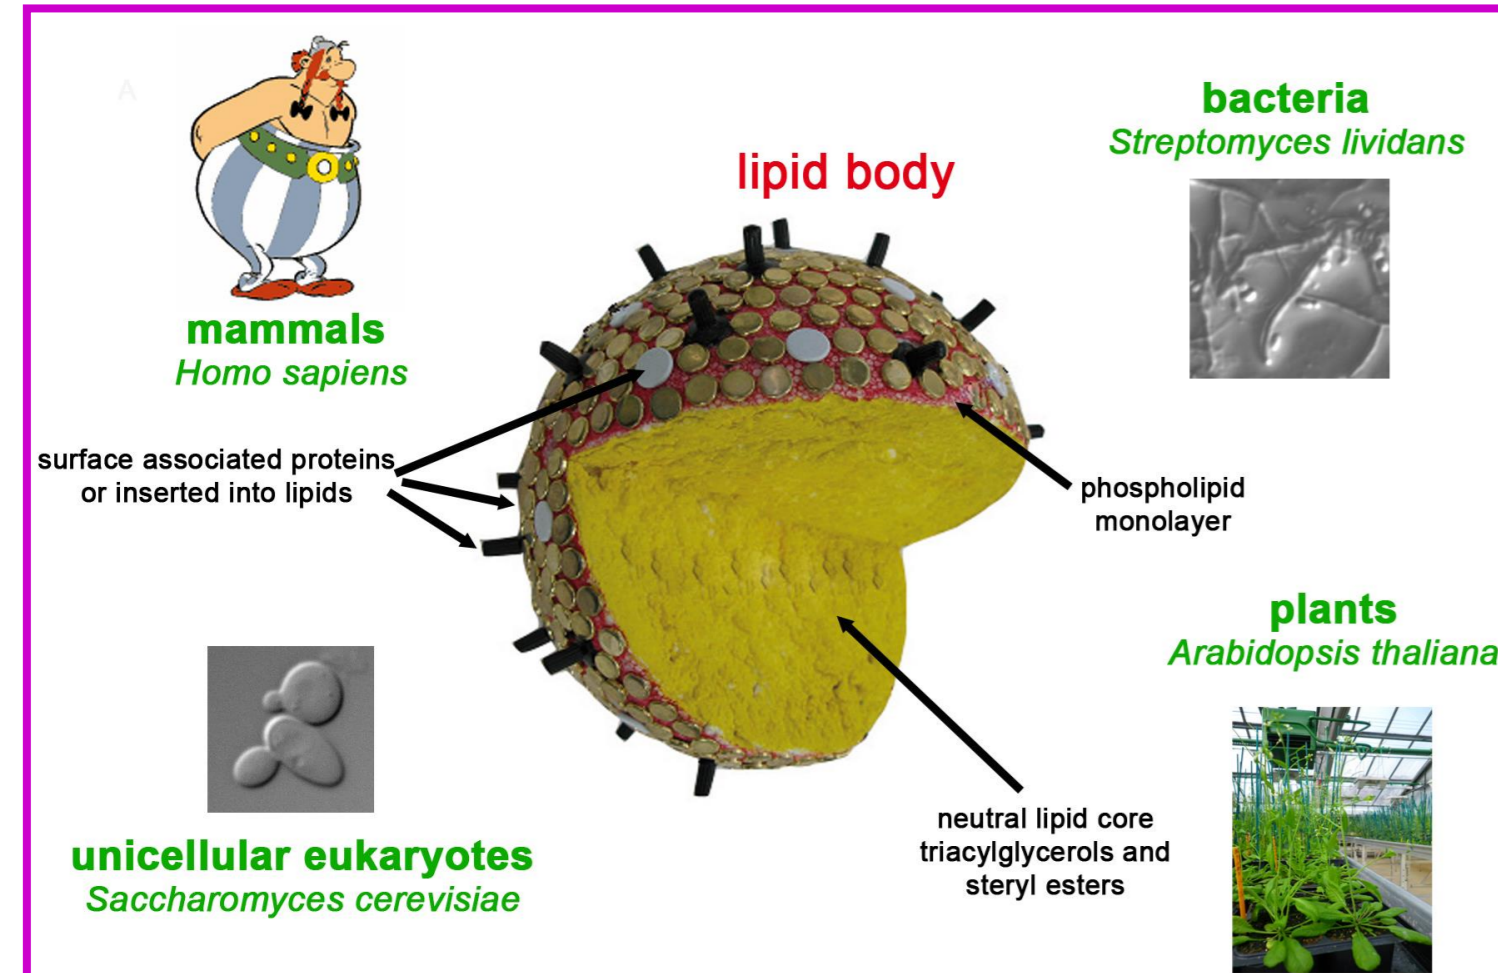 A
mammals
Homo sapiens
lipid body
bacteria
Streptomyces lividans
surface associated proteins
or inserted into lipids
phospholipid
monolayer
plants
Arabidopsis thaliana
unicellular eukaryotes
Saccharomyces cerevisiae
neutral lipid core
triacylglycerols and
steryl esters